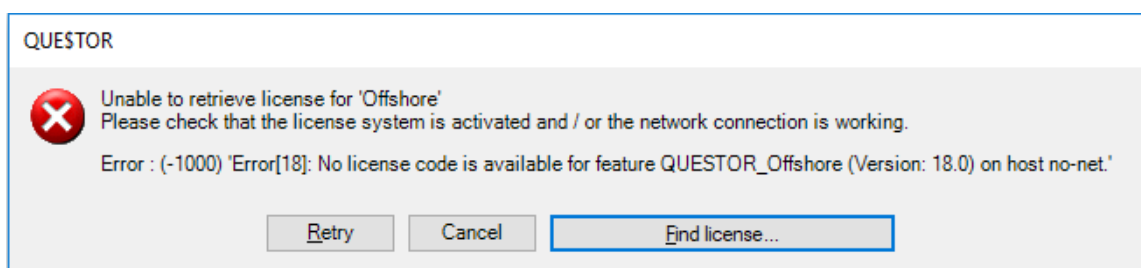 QUE$TOR
Unable to retrieve license for 'Offshore'
Please check that the license system is activated and / or the network connection is working.
Error : (-1000) 'Error[18]: No license code is available for feature QUESTOR_Offshore (Version: 18.0) on host no-net.'
Retry Cancel Find license...